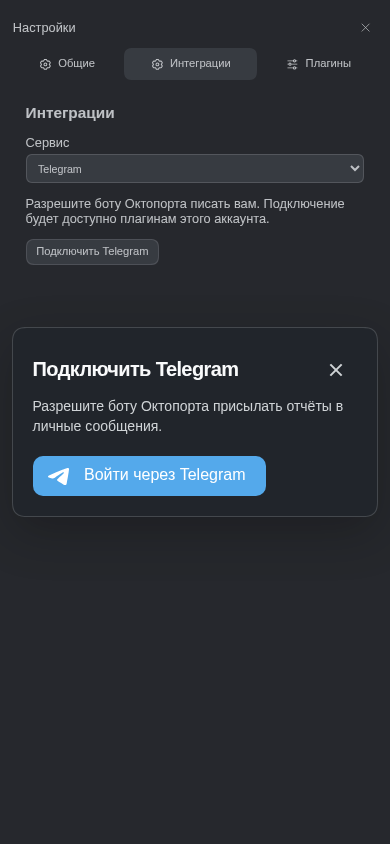 Настройки
Общие
Интеграции
Плагины
Интеграции
Сервис
Telegram
Разрешите боту Октопорта писать вам. Подключение
будет доступно плагинам этого аккаунта.
Подключить Telegram
Подключить Telegram
Разрешите боту Октопорта присылать отчёты в
личные сообщения.
Войти через Telegram